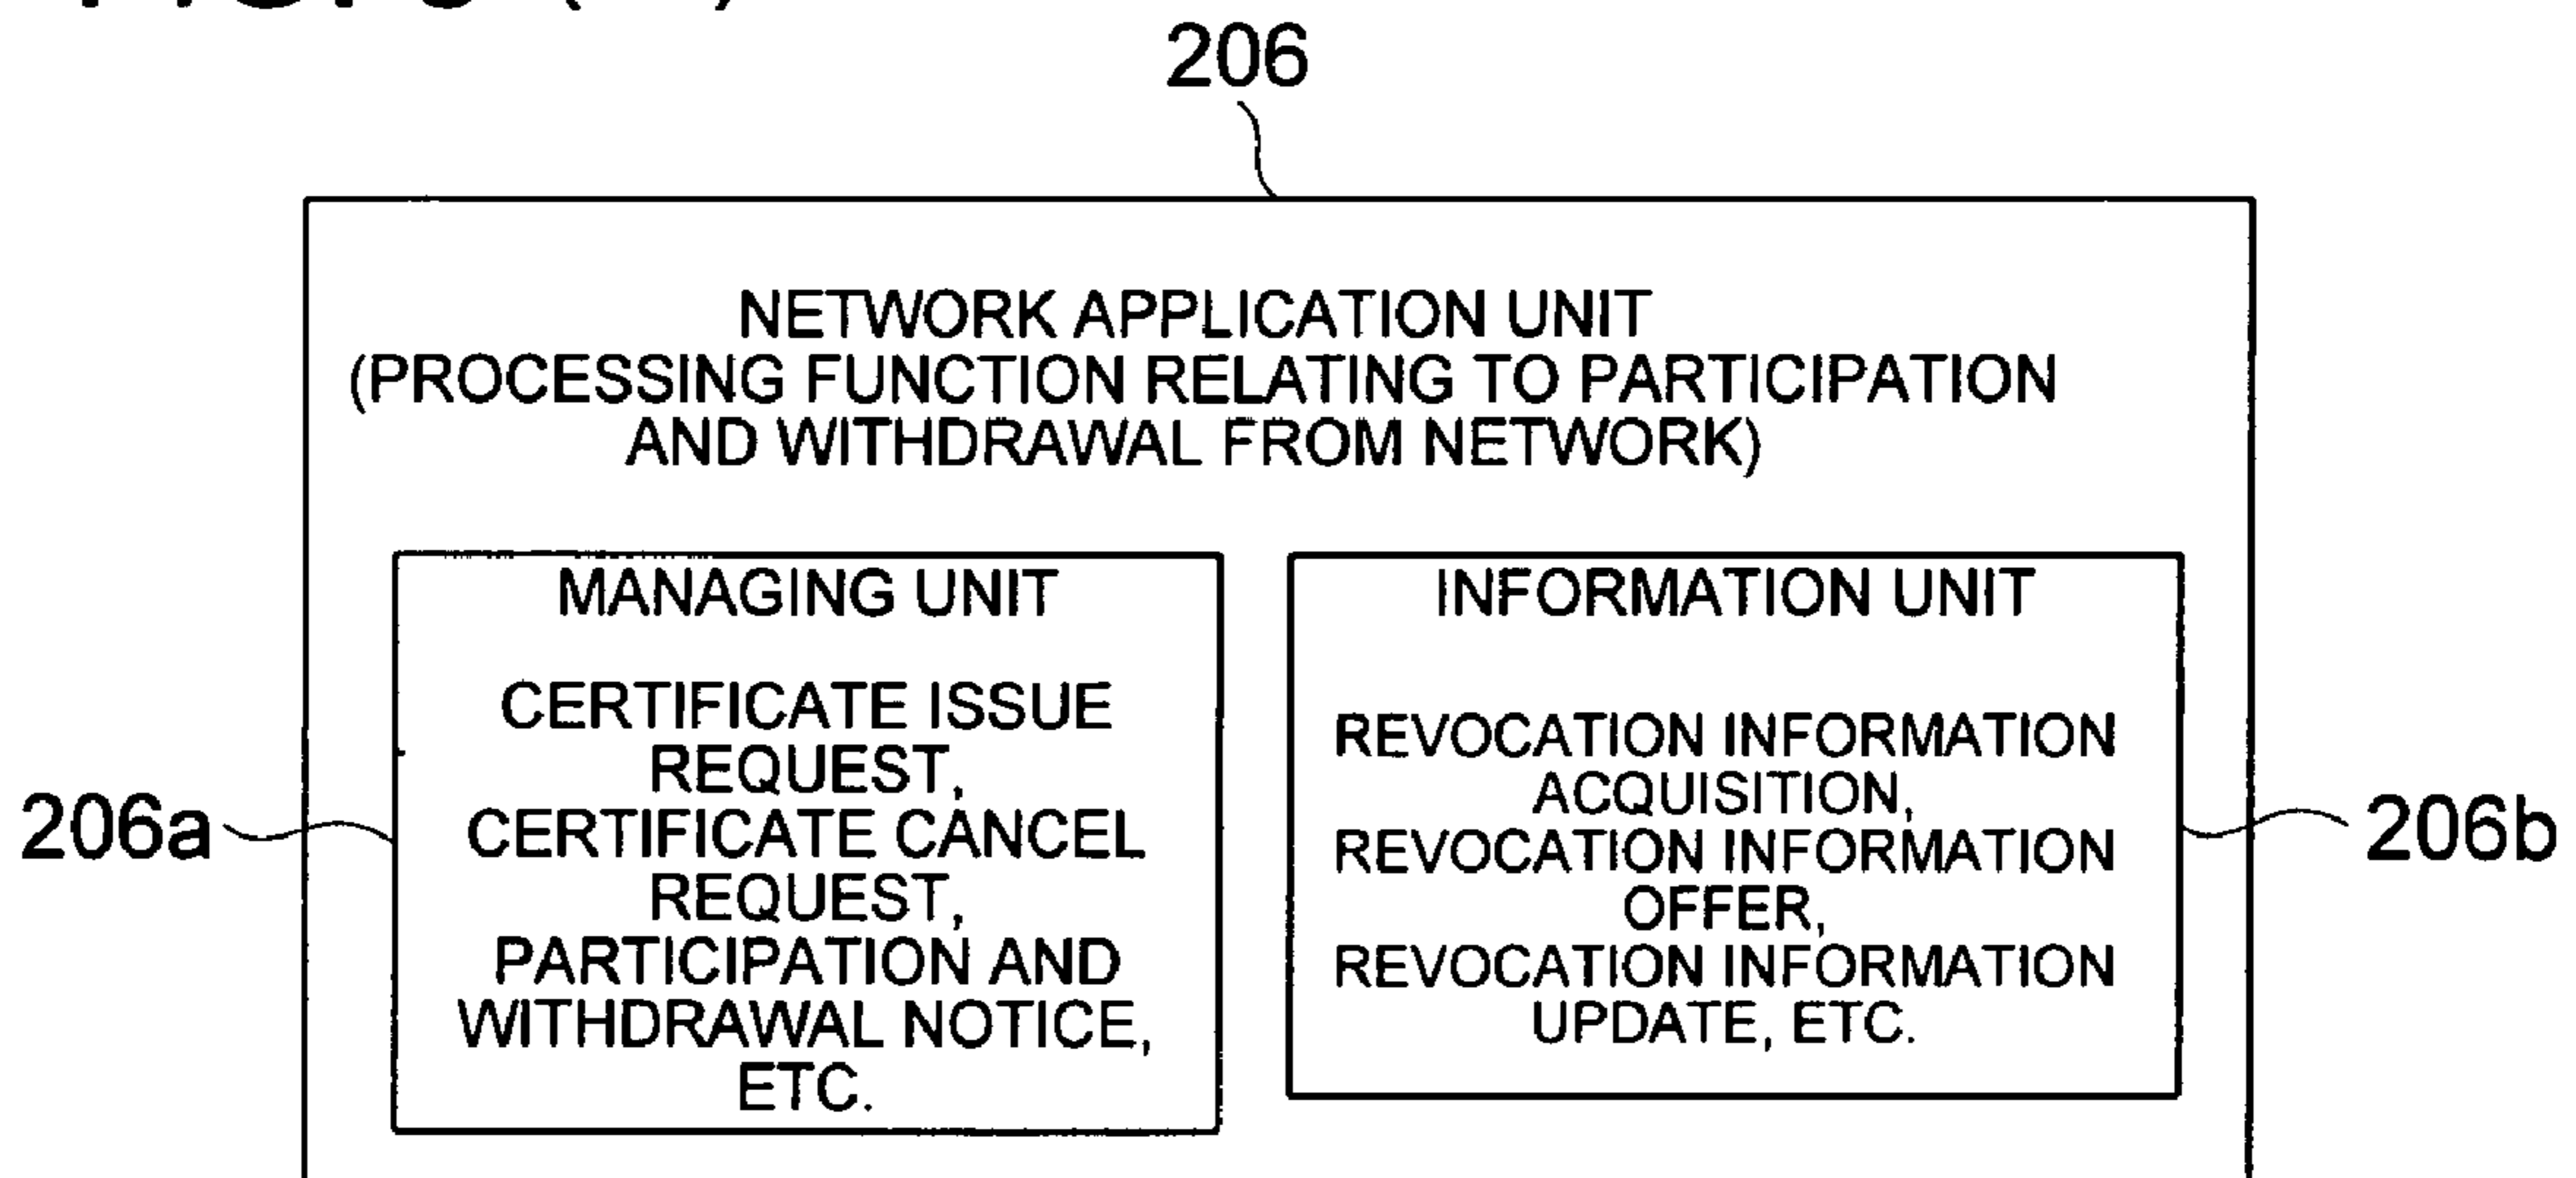 206
NETWORK APPLICATION UNIT
(PROCESSING FUNCTION RELATING TO PARTICIPATION
AND WITHDRAWAL FROM NETWORK)
MANAGING UNIT
CERTIFICATE ISSUE
REQUEST,
CERTIFICATE CANCEL
REQUEST,
PARTICIPATION AND
WITHDRAWAL NOTICE,
ETC.
206a
INFORMATION UNIT
REVOCATION INFORMATION
ACQUISITION,
REVOCATION INFORMATION
OFFER,
REVOCATION INFORMATION
UPDATE, ETC.
206b